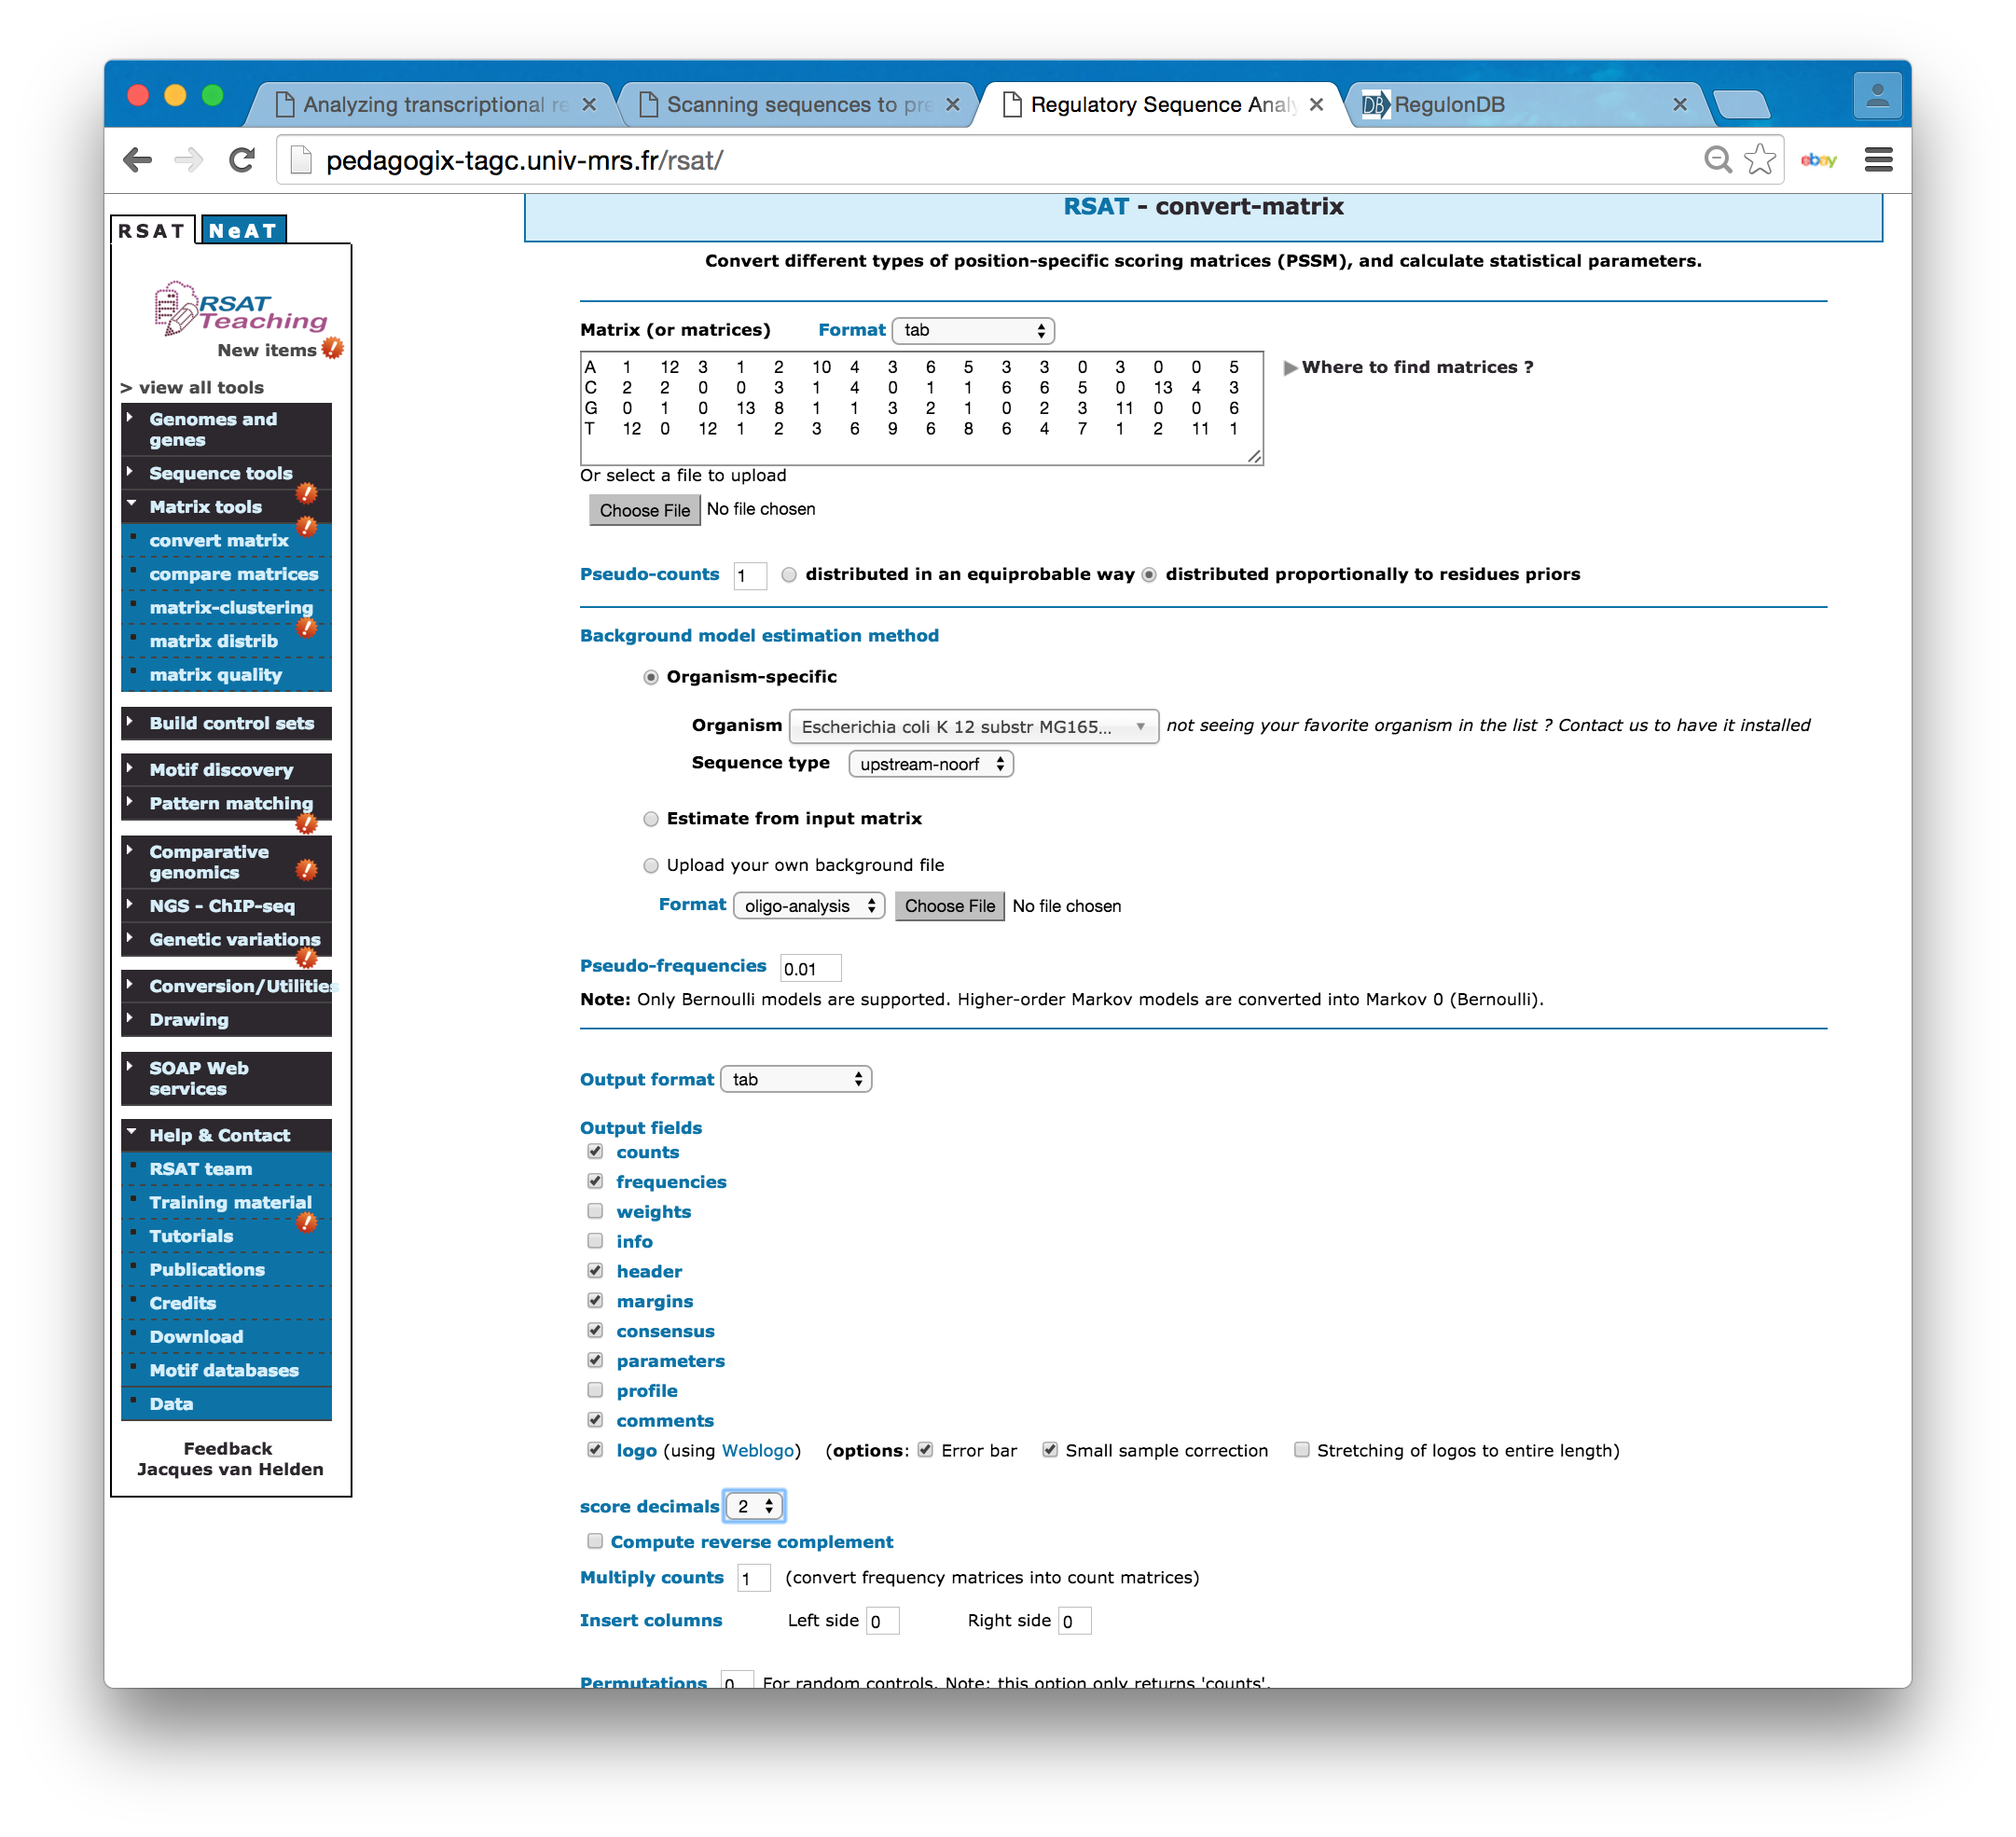 Analyzing transcriptional re
Scanning sequences to pre
Regulatory Sequence Analy
DB RegulonDB
pedagogix-tagc.univ-mrs.fr/rsat/
ebay
RSAT NeAT
RSAT Teaching
New items
> view all tools
Genomes and genes
Sequence tools
Matrix tools
convert matrix
compare matrices
matrix-clustering
matrix distrib
matrix quality
Build control sets
Motif discovery
Pattern matching
Comparative genomics
NGS - ChIP-seq
Genetic variations
Conversion/Utilities
Drawing
SOAP Web services
Help & Contact
RSAT team
Training material
Tutorials
Publications
Credits
Download
Motif databases
Data
Feedback
Jacques van Helden
RSAT - convert-matrix
Convert different types of position-specific scoring matrices (PSSM), and calculate statistical parameters.
Matrix (or matrices) Format tab
A 1 12 3 1 2 10 4 3 6 5 3 3 0 3 0 0 5
C 2 2 0 0 3 1 4 0 1 1 6 6 5 0 13 4 3
G 0 1 0 13 8 1 1 3 2 1 0 2 3 11 0 0 6
T 12 0 12 1 2 3 6 9 6 8 6 4 7 1 2 11 1
Where to find matrices ?
Or select a file to upload
Choose File No file chosen
Pseudo-counts 1 distributed in an equiprobable way distributed proportionally to residues priors
Background model estimation method
Organism-specific
Organism Escherichia coli K 12 substr MG165... not seeing your favorite organism in the list ? Contact us to have it installed
Sequence type upstream-noorf
Estimate from input matrix
Upload your own background file
Format oligo-analysis Choose File No file chosen
Pseudo-frequencies 0.01
Note: Only Bernoulli models are supported. Higher-order Markov models are converted into Markov 0 (Bernoulli).
Output format tab
Output fields
counts
frequencies
weights
info
header
margins
consensus
parameters
profile
comments
logo (using Weblogo) (options: Error bar Small sample correction Stretching of logos to entire length)
score decimals 2
Compute reverse complement
Multiply counts 1 (convert frequency matrices into count matrices)
Insert columns Left side 0 Right side 0
Permutations 0 For random controls. Note: this option only returns 'counts'.